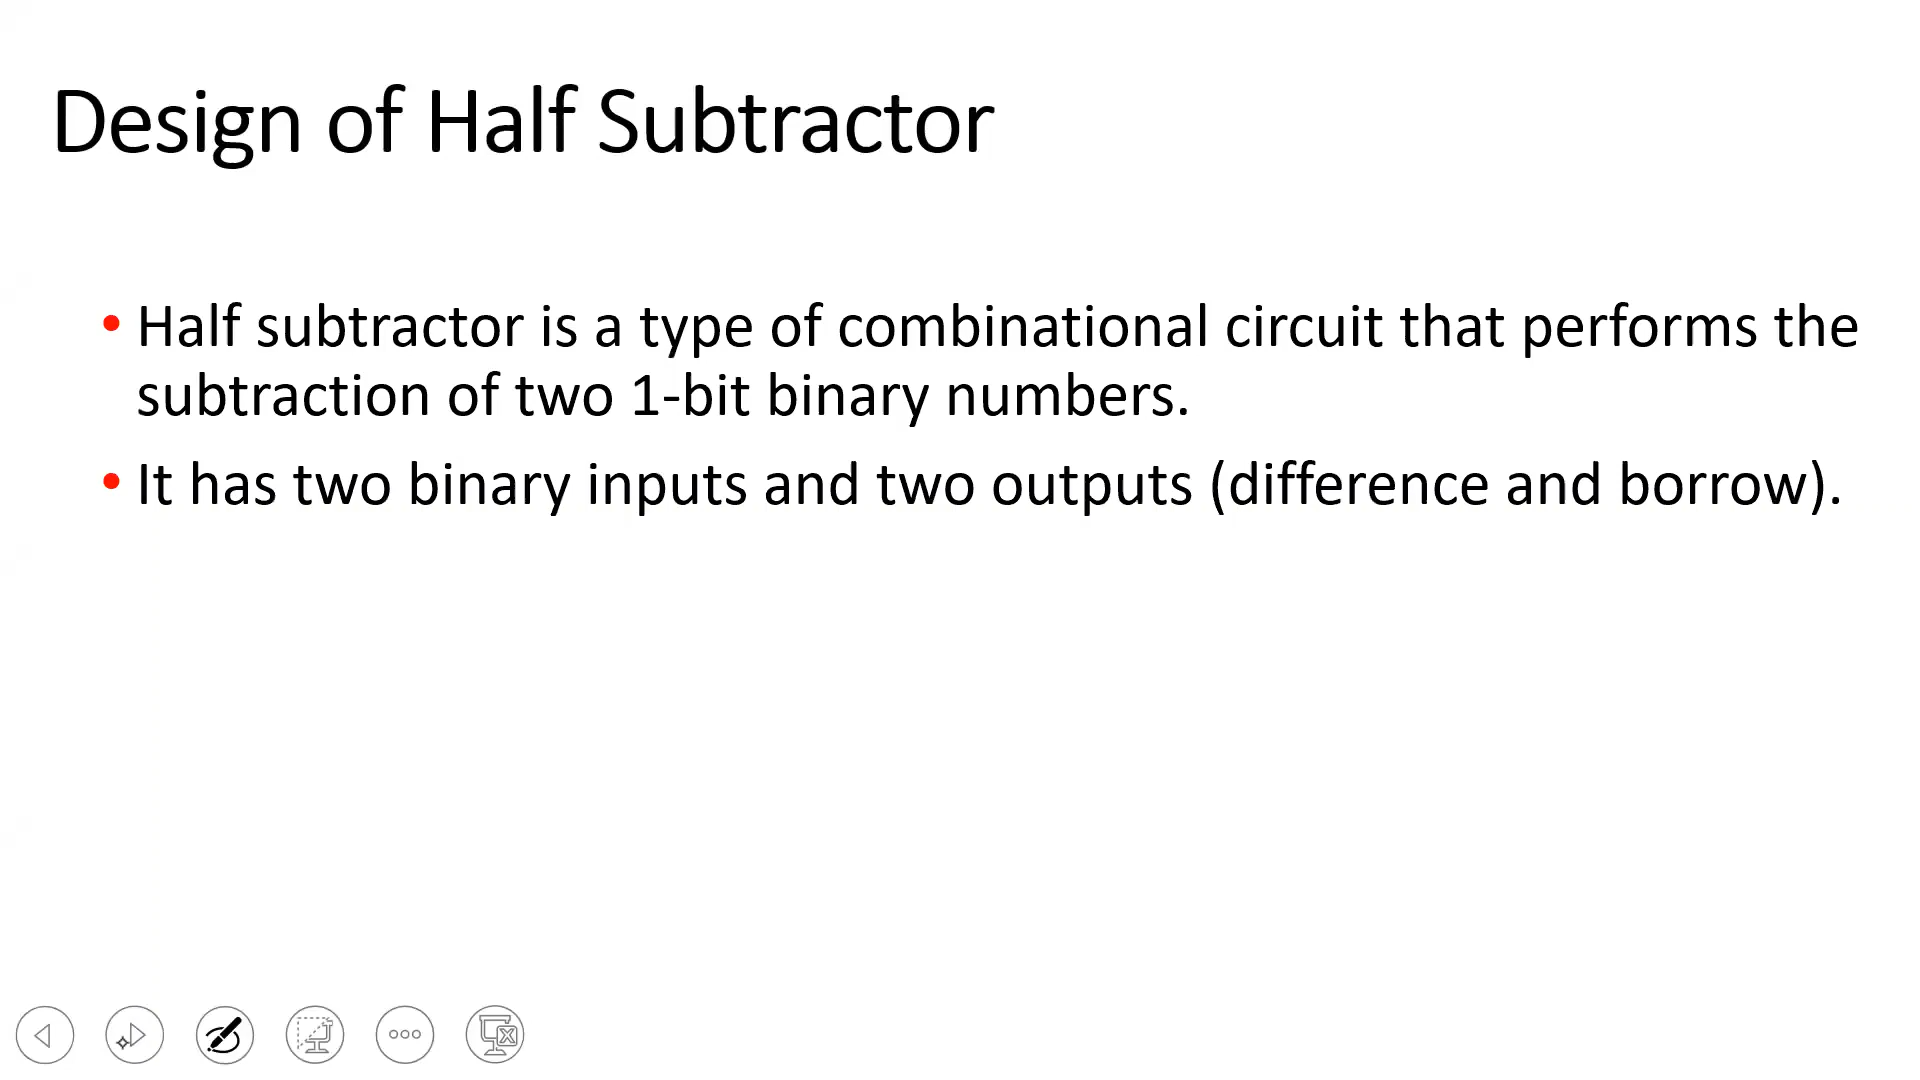 Design of Half Subtractor
• Half subtractor is a type of combinational circuit that performs the
subtraction of two 1-bit binary numbers.
• It has two binary inputs and two outputs (difference and borrow).